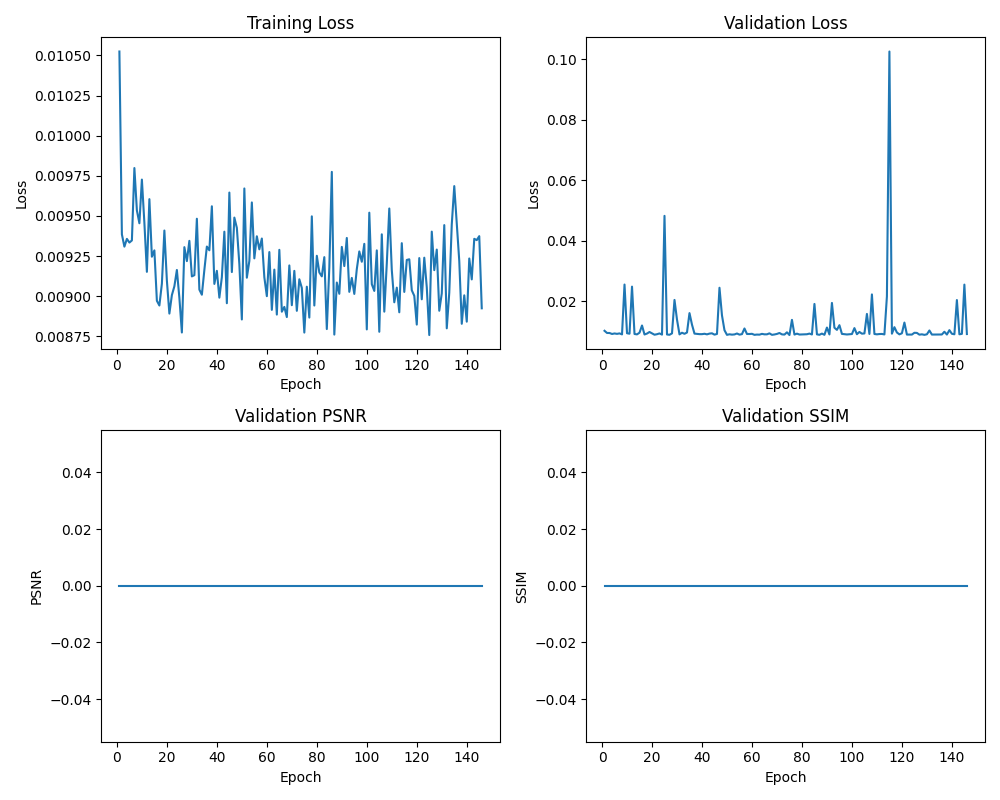 Training Loss
Validation Loss
0.01050
0.01025
0.01000
0.00975
0.00950
0.00925
0.00900
0.00875
Loss
0 20 40 60 80 100 120 140
Epoch
0.10
0.08
0.06
0.04
0.02
Loss
0 20 40 60 80 100 120 140
Epoch
Validation PSNR
Validation SSIM
0.04
0.02
0.00
−0.02
−0.04
PSNR
0 20 40 60 80 100 120 140
Epoch
0.04
0.02
0.00
−0.02
−0.04
SSIM
0 20 40 60 80 100 120 140
Epoch